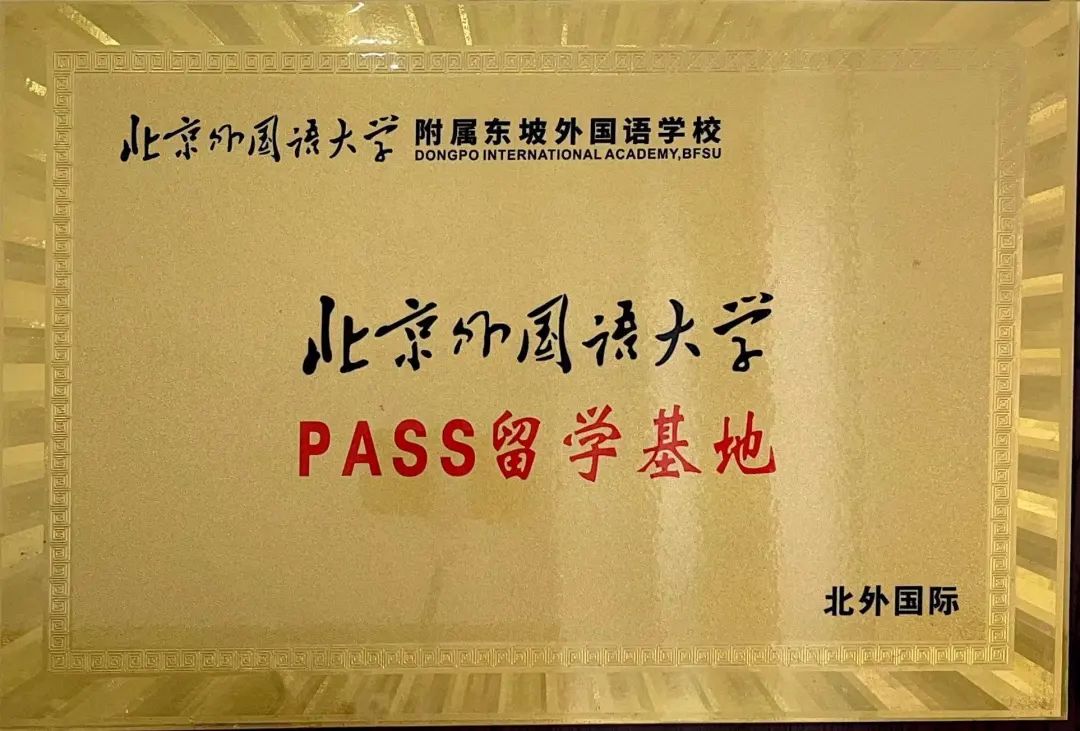 北京外国语大学 附属东坡外国语学校
DONGPO INTERNATIONAL ACADEMY,BFSU
北京外国语大学
PASS留学基地
北外国际